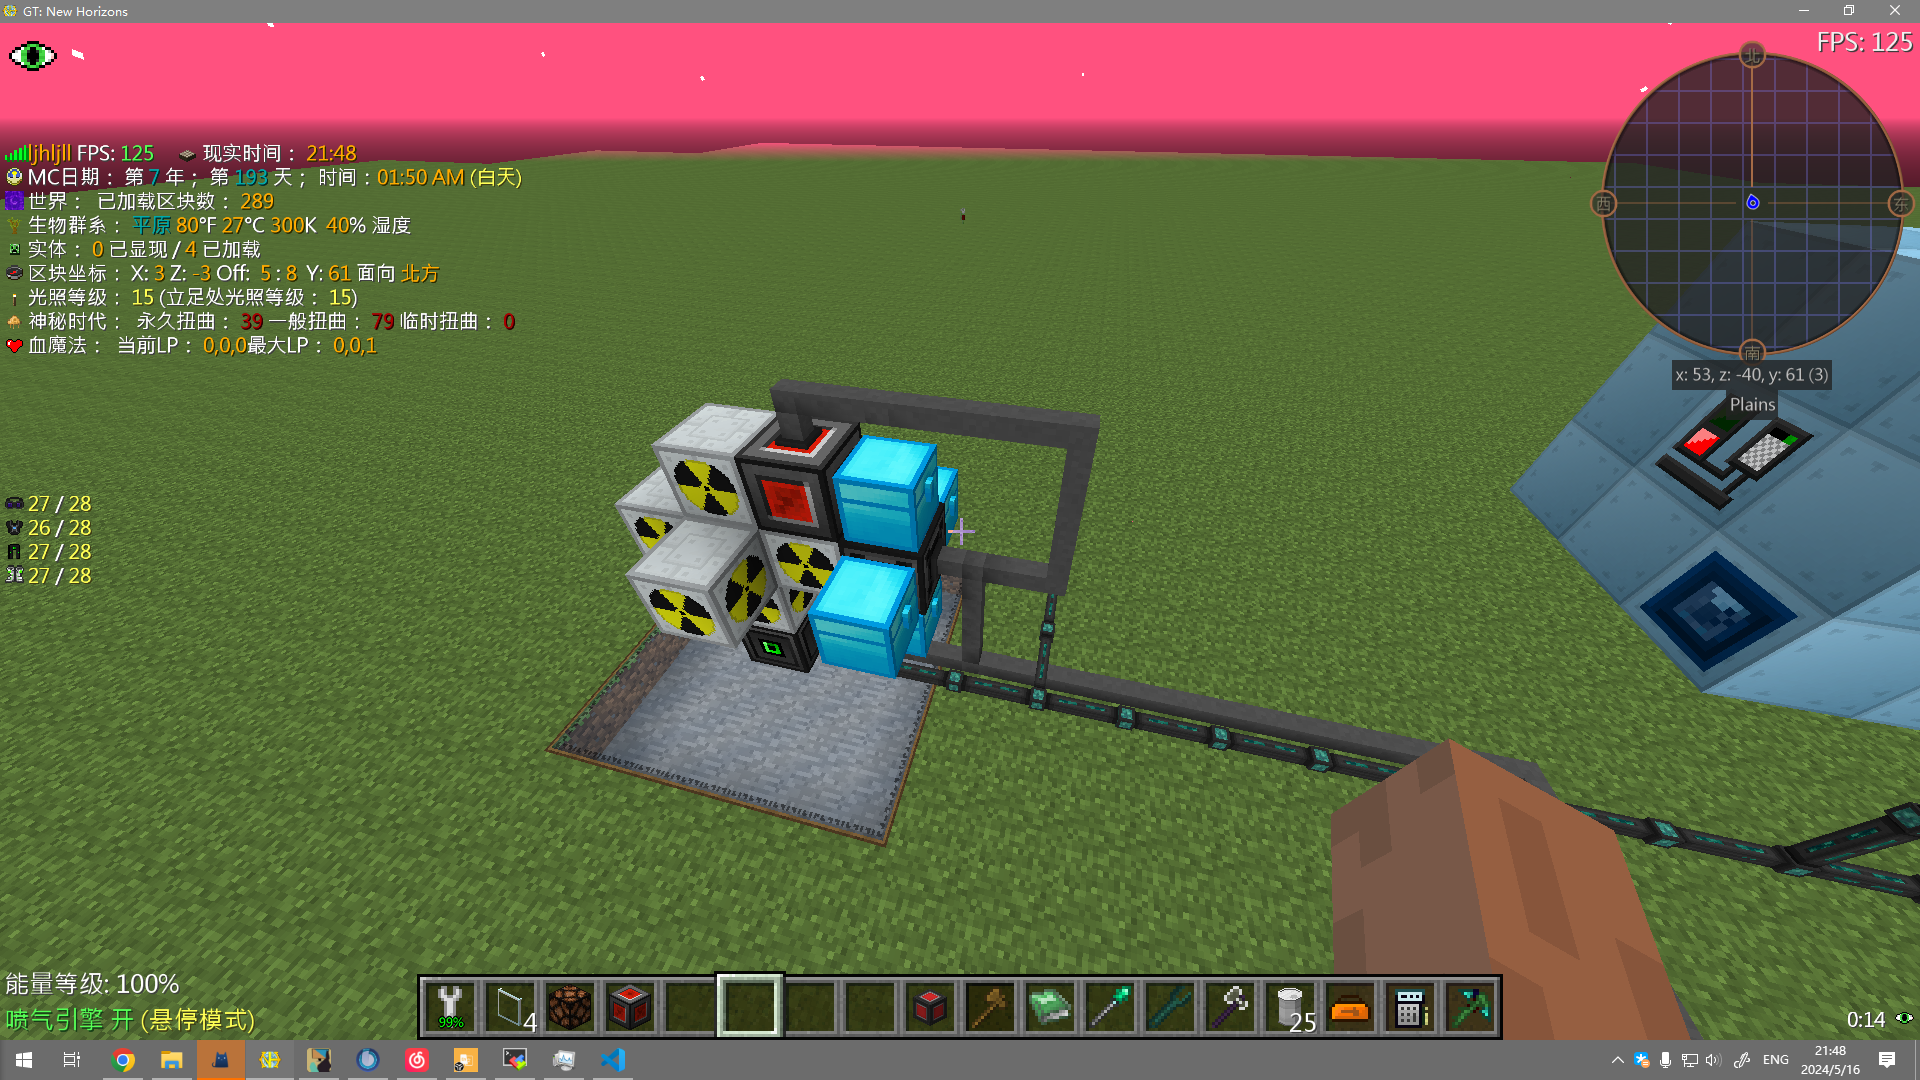 GT: New Horizons
FPS: 125
北
西
东
南
ljhljll FPS: 125 现实时间： 21:48
MC日期： 第 7 年； 第 193 天； 时间：01:50 AM (白天)
世界： 已加载区块数： 289
生物群系： 平原 80°F 27°C 300K 40% 湿度
实体： 0 已显现 / 4 已加载
区块坐标： X: 3 Z: -3 Off: 5 : 8 Y: 61 面向 北方
光照等级： 15 (立足处光照等级： 15)
神秘时代： 永久扭曲： 39 一般扭曲： 79 临时扭曲： 0
血魔法： 当前LP： 0,0,0最大LP： 0,0,1
x: 53, z: -40, y: 61 (3)
Plains
27 / 28
26 / 28
27 / 28
27 / 28
能量等级: 100%
喷气引擎 开 (悬停模式)
99%
4
25
0:14
ENG
21:48
2024/5/16